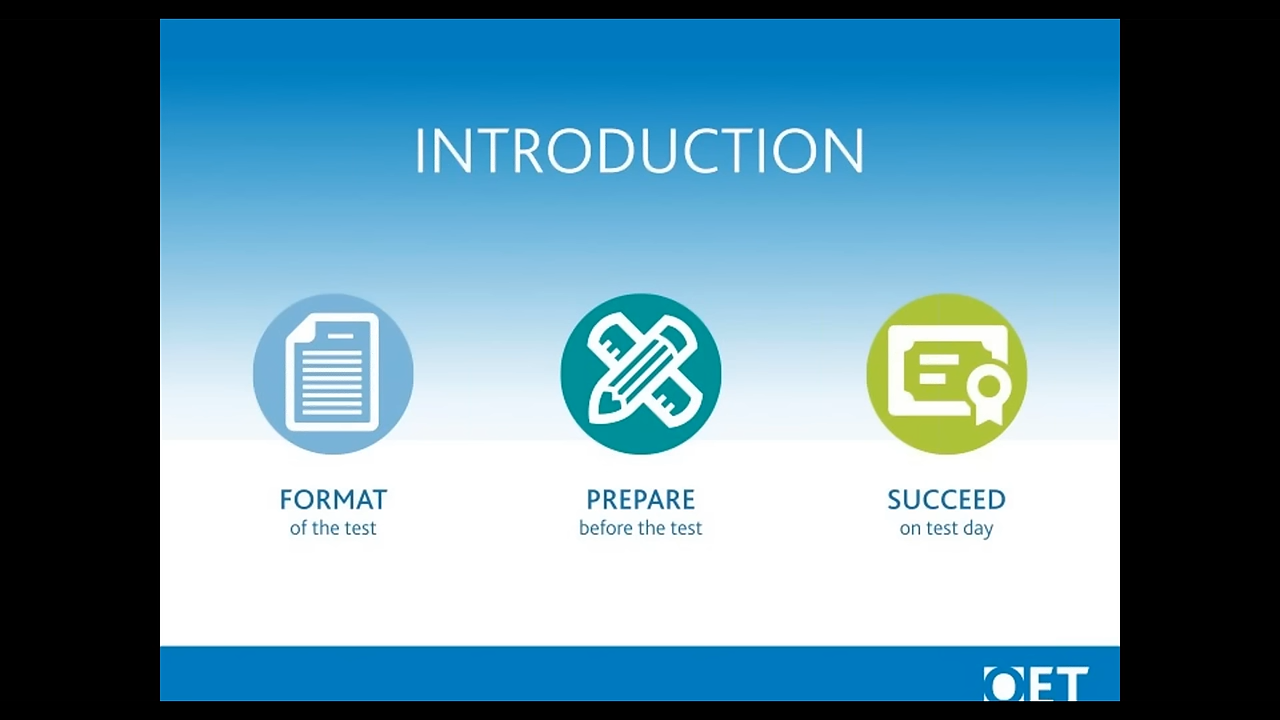 INTRODUCTION
FORMAT
of the test
PREPARE
before the test
SUCCEED
on test day
OET